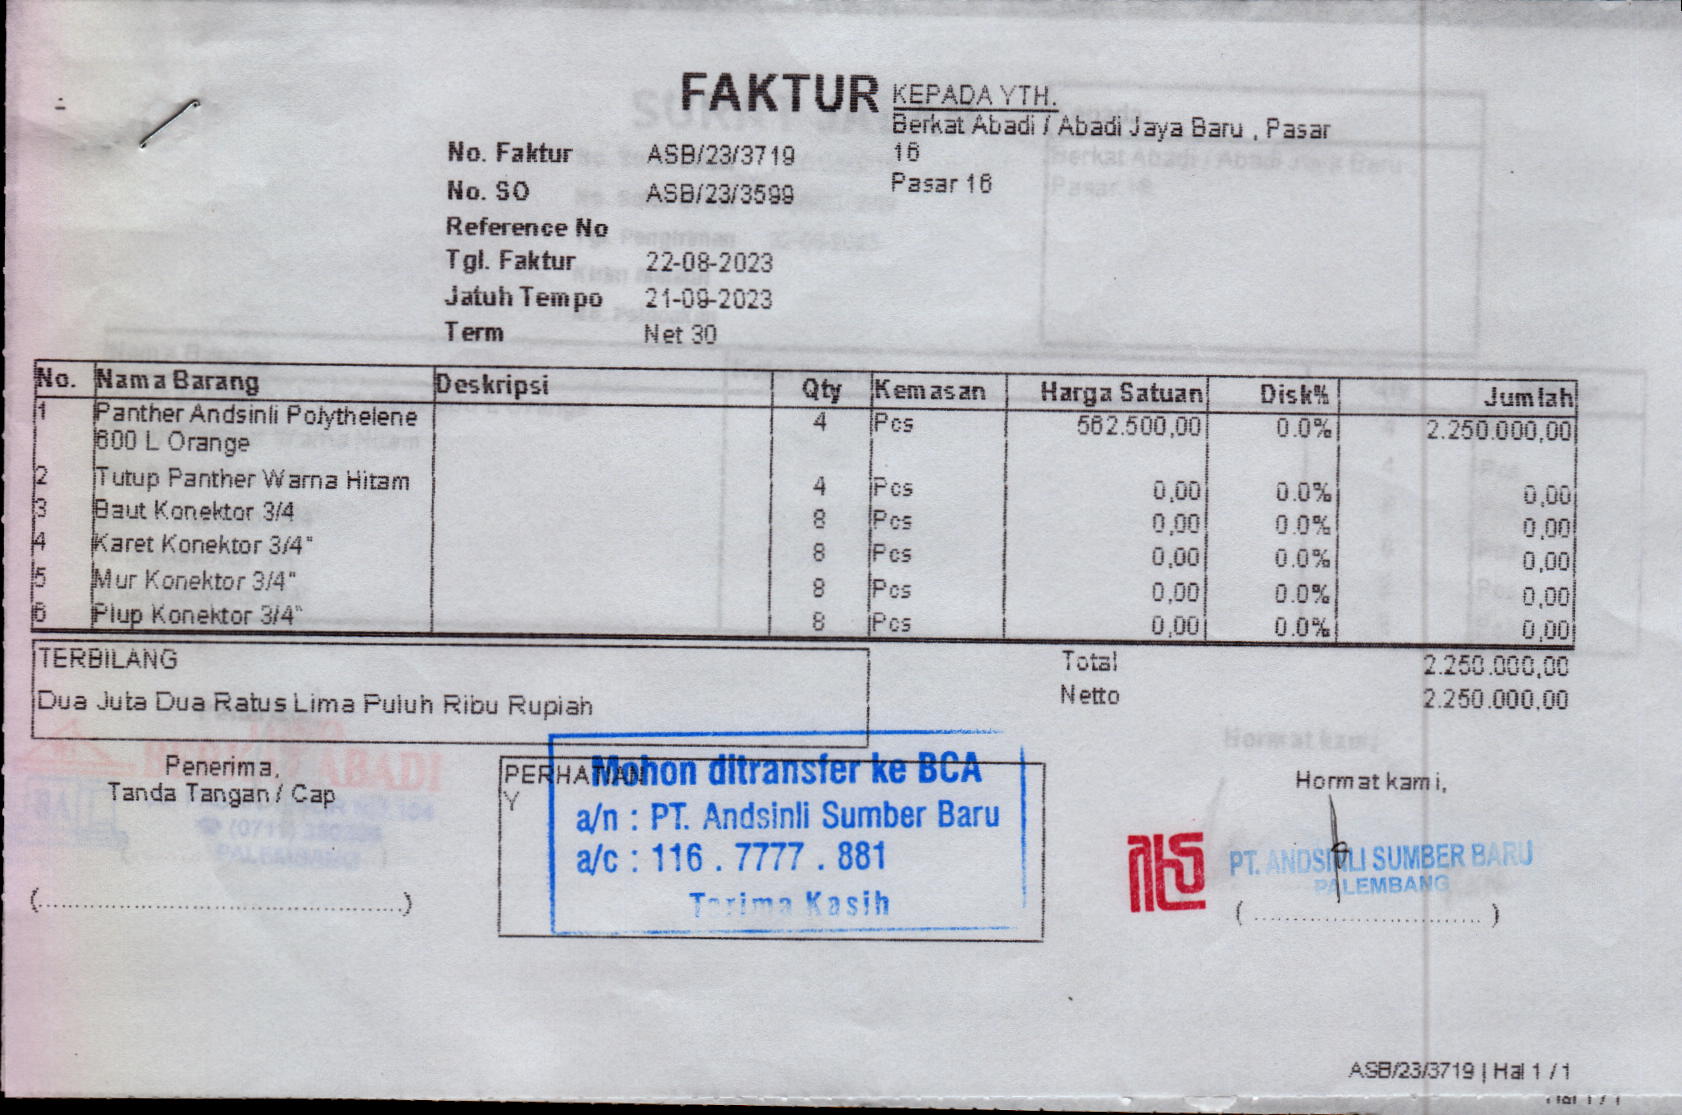 FAKTUR
KEPADA YTH.
Berkat Abadi / Abadi Jaya Baru , Pasar
16
Pasar 16
No. Faktur ASB/23/3719
No. SO ASB/23/3599
Reference No
Tgl. Faktur 22-08-2023
Jatuh Tempo 21-09-2023
Term Net 30
No. Nama Barang Deskripsi Qty Kemasan Harga Satuan Disk% Jumlah
1 Panther Andsinli Polythelene 4 Pcs 562.500,00 0.0% 2.250.000,00
600 L Orange
2 Tutup Panther Warna Hitam 4 Pcs 0,00 0.0% 0,00
3 Baut Konektor 3/4 8 Pcs 0,00 0.0% 0,00
4 Karet Konektor 3/4" 8 Pcs 0,00 0.0% 0,00
5 Mur Konektor 3/4" 8 Pcs 0,00 0.0% 0,00
6 Plup Konektor 3/4" 8 Pcs 0,00 0.0% 0,00
TERBILANG
Dua Juta Dua Ratus Lima Puluh Ribu Rupiah
Total 2.250.000,00
Netto 2.250.000,00
Penerima,
Tanda Tangan / Cap
BERKAT ABADI
PALEMBANG
(......................................................)
PERHATIAN
Y
Mohon ditransfer ke BCA
a/n : PT. Andsinli Sumber Baru
a/c : 116 . 7777 . 881
Terima Kasih
Hormat kami,
PT. ANDSINLI SUMBER BARU
PALEMBANG
( ................................ )
ASB/23/3719 | Hal 1 / 1